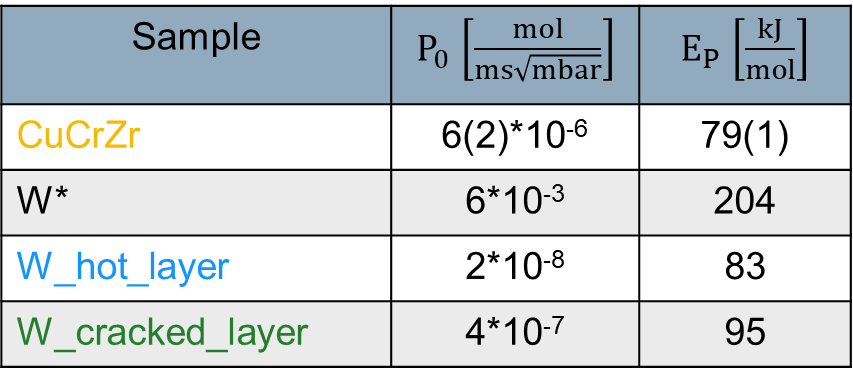 Sample P₀ [mol/ms√mbar] E_P [kJ/mol]
CuCrZr 6(2)*10⁻⁶ 79(1)
W* 6*10⁻³ 204
W_hot_layer 2*10⁻⁸ 83
W_cracked_layer 4*10⁻⁷ 95